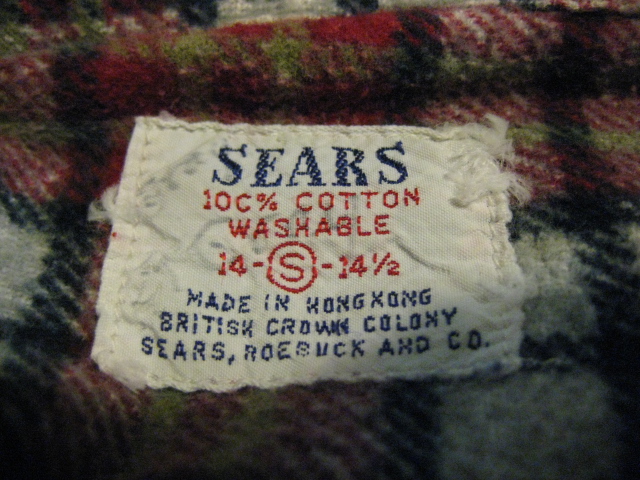 SEARS
100% COTTON
WASHABLE
14-S-14½
MADE IN HONGKONG
BRITISH CROWN COLONY
SEARS, ROEBUCK AND CO.